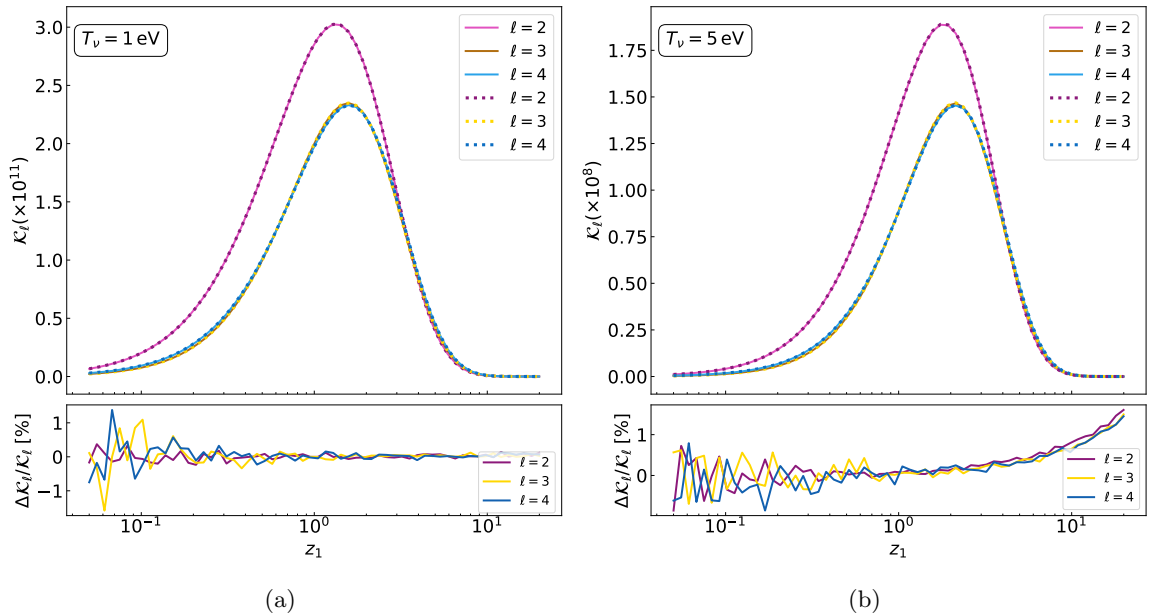 T_ν = 1 eV
ℓ = 2
ℓ = 3
ℓ = 4
ℓ = 2
ℓ = 3
ℓ = 4
𝒦_ℓ(×10^11)
3.0
2.5
2.0
1.5
1.0
0.5
0.0
Δ𝒦_ℓ/𝒦_ℓ [%]
1
0
−1
ℓ = 2
ℓ = 3
ℓ = 4
10^−1
10^0
10^1
z_1
(a)
T_ν = 5 eV
ℓ = 2
ℓ = 3
ℓ = 4
ℓ = 2
ℓ = 3
ℓ = 4
𝒦_ℓ(×10^8)
1.75
1.50
1.25
1.00
0.75
0.50
0.25
0.00
Δ𝒦_ℓ/𝒦_ℓ [%]
1
0
ℓ = 2
ℓ = 3
ℓ = 4
10^−1
10^0
10^1
z_1
(b)